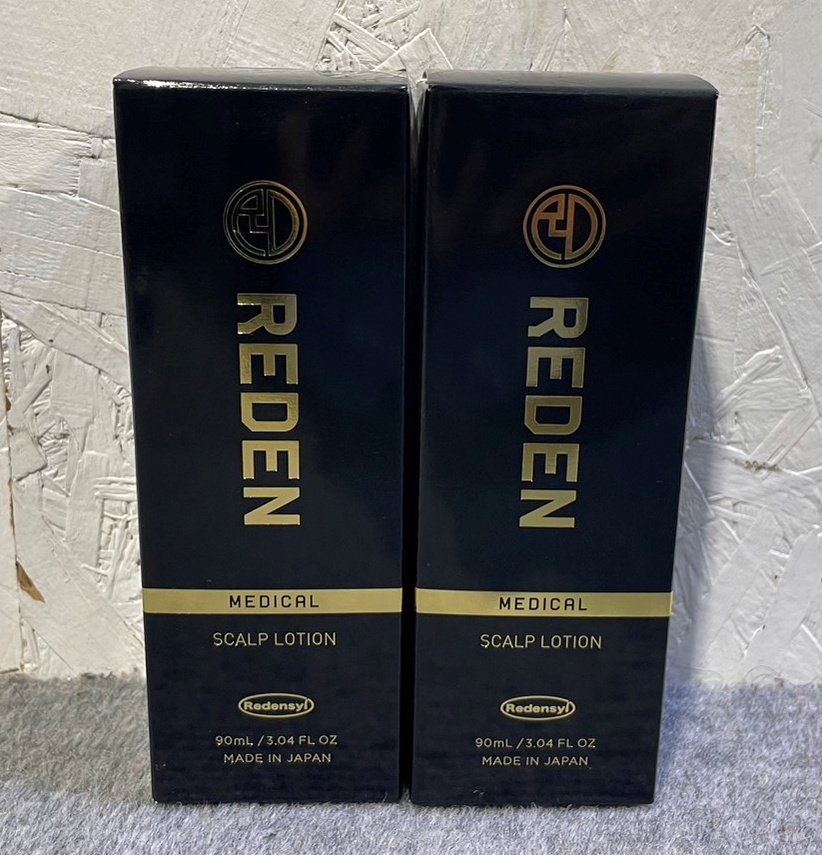 REDEN
MEDICAL
SCALP LOTION
Redensyl
90mL / 3.04 FL OZ
MADE IN JAPAN
REDEN
MEDICAL
SCALP LOTION
Redensyl
90mL / 3.04 FL OZ
MADE IN JAPAN